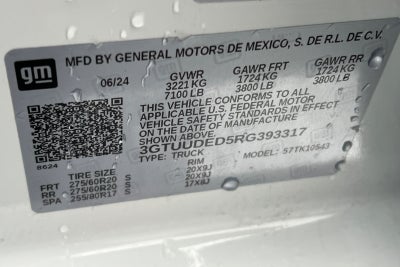 gm
MFD BY GENERAL MOTORS DE MEXICO, S. DE R.L. DE C.V.
06/24 GVWR GAWR FRT GAWR RR
3221 KG 1724 KG 1724 KG
7100 LB 3800 LB 3800 LB
THIS VEHICLE CONFORMS TO ALL
APPLICABLE U.S. FEDERAL MOTOR
VEHICLE SAFETY STANDARDS IN EFFECT
ON THE DATE OF MANUFACTURE
3GTUUDED5RG393317
8624 TYPE: TRUCK MODEL: 57TK10543
TIRE SIZE RIM
FRT 275/60R20 S 20X9J
RR 275/60R20 S 20X9J
SPA 255/80R17 S 17X8J